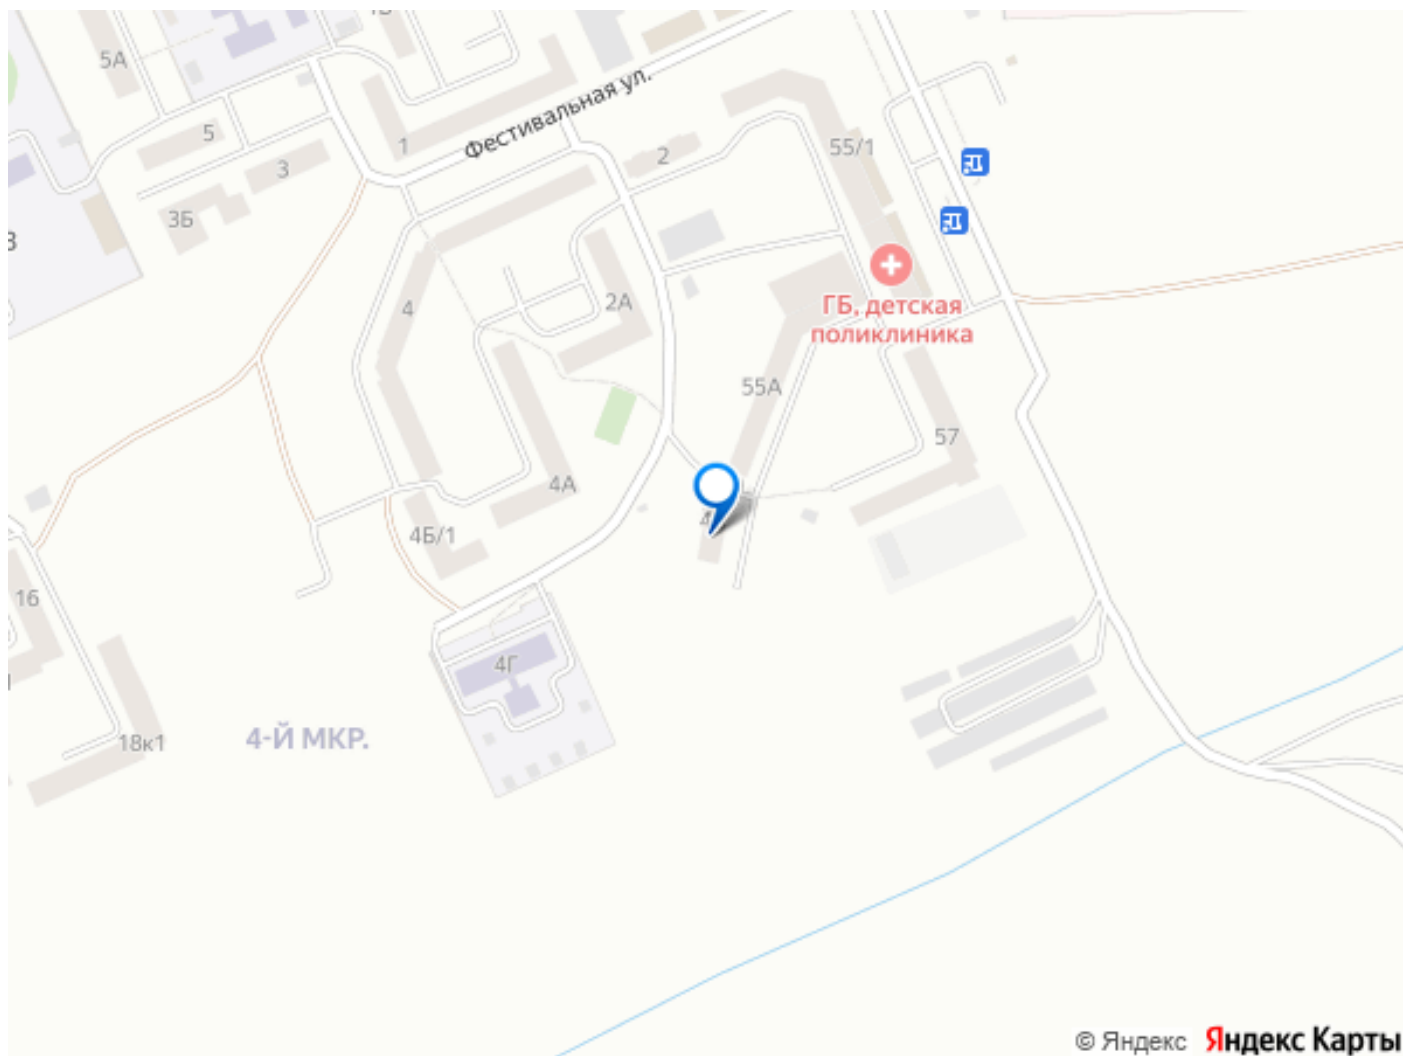 5А
Фестивальная ул.
5
1
3
2
55/1
3Б
4
2А
ГБ, детская
поликлиника
55А
57
4А
4Б/1
16
4Г
18к1
4-Й МКР.
© Яндекс Яндекс Карты